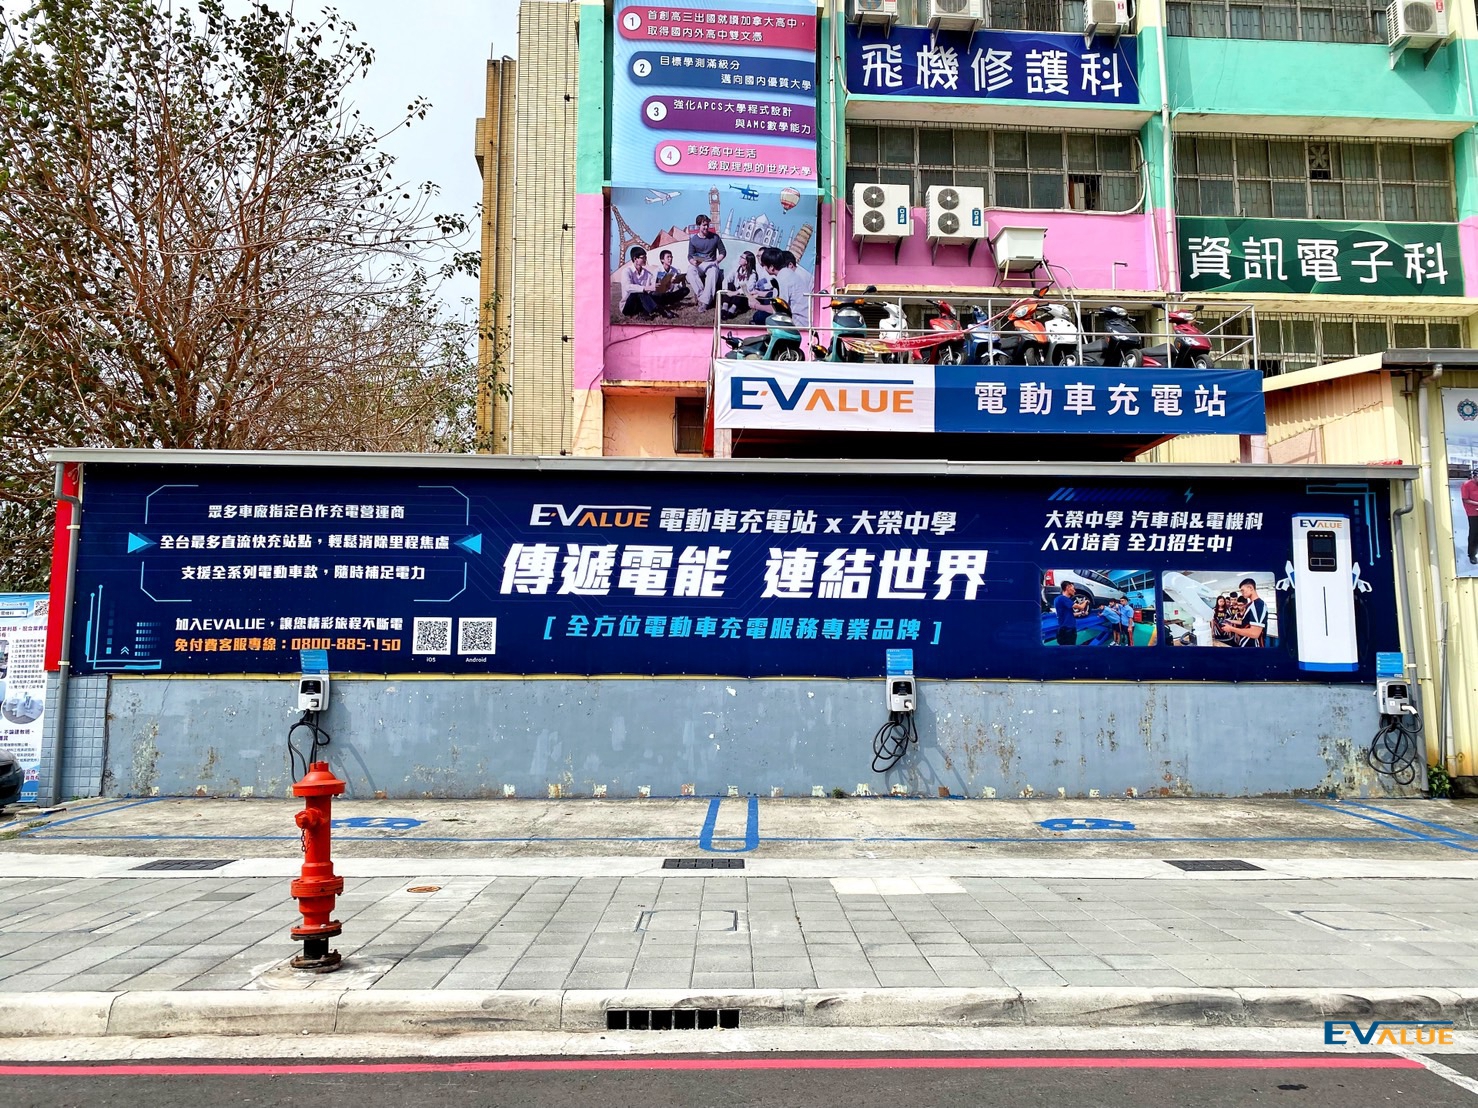 1 首創高三出國就讀加拿大高中，
取得國內外高中雙文憑
2 目標學測滿級分
邁向國內優質大學
3 強化APCS大學程式設計
與AMC數學能力
4 美好高中生活
錄取理想的世界大學
飛機修護科
資訊電子科
EVALUE 電動車充電站
眾多車廠指定合作充電營運商
全台最多直流快充站點，輕鬆消除里程焦慮
支援全系列電動車款，隨時補足電力
加入EVALUE，讓您精彩旅程不斷電
免付費客服專線：0800-885-150
iOS
Android
EVALUE 電動車充電站 x 大榮中學
傳遞電能 連結世界
[ 全方位電動車充電服務專業品牌 ]
大榮中學 汽車科&電機科
人才培育 全力招生中!
EVALUE
EVALUE